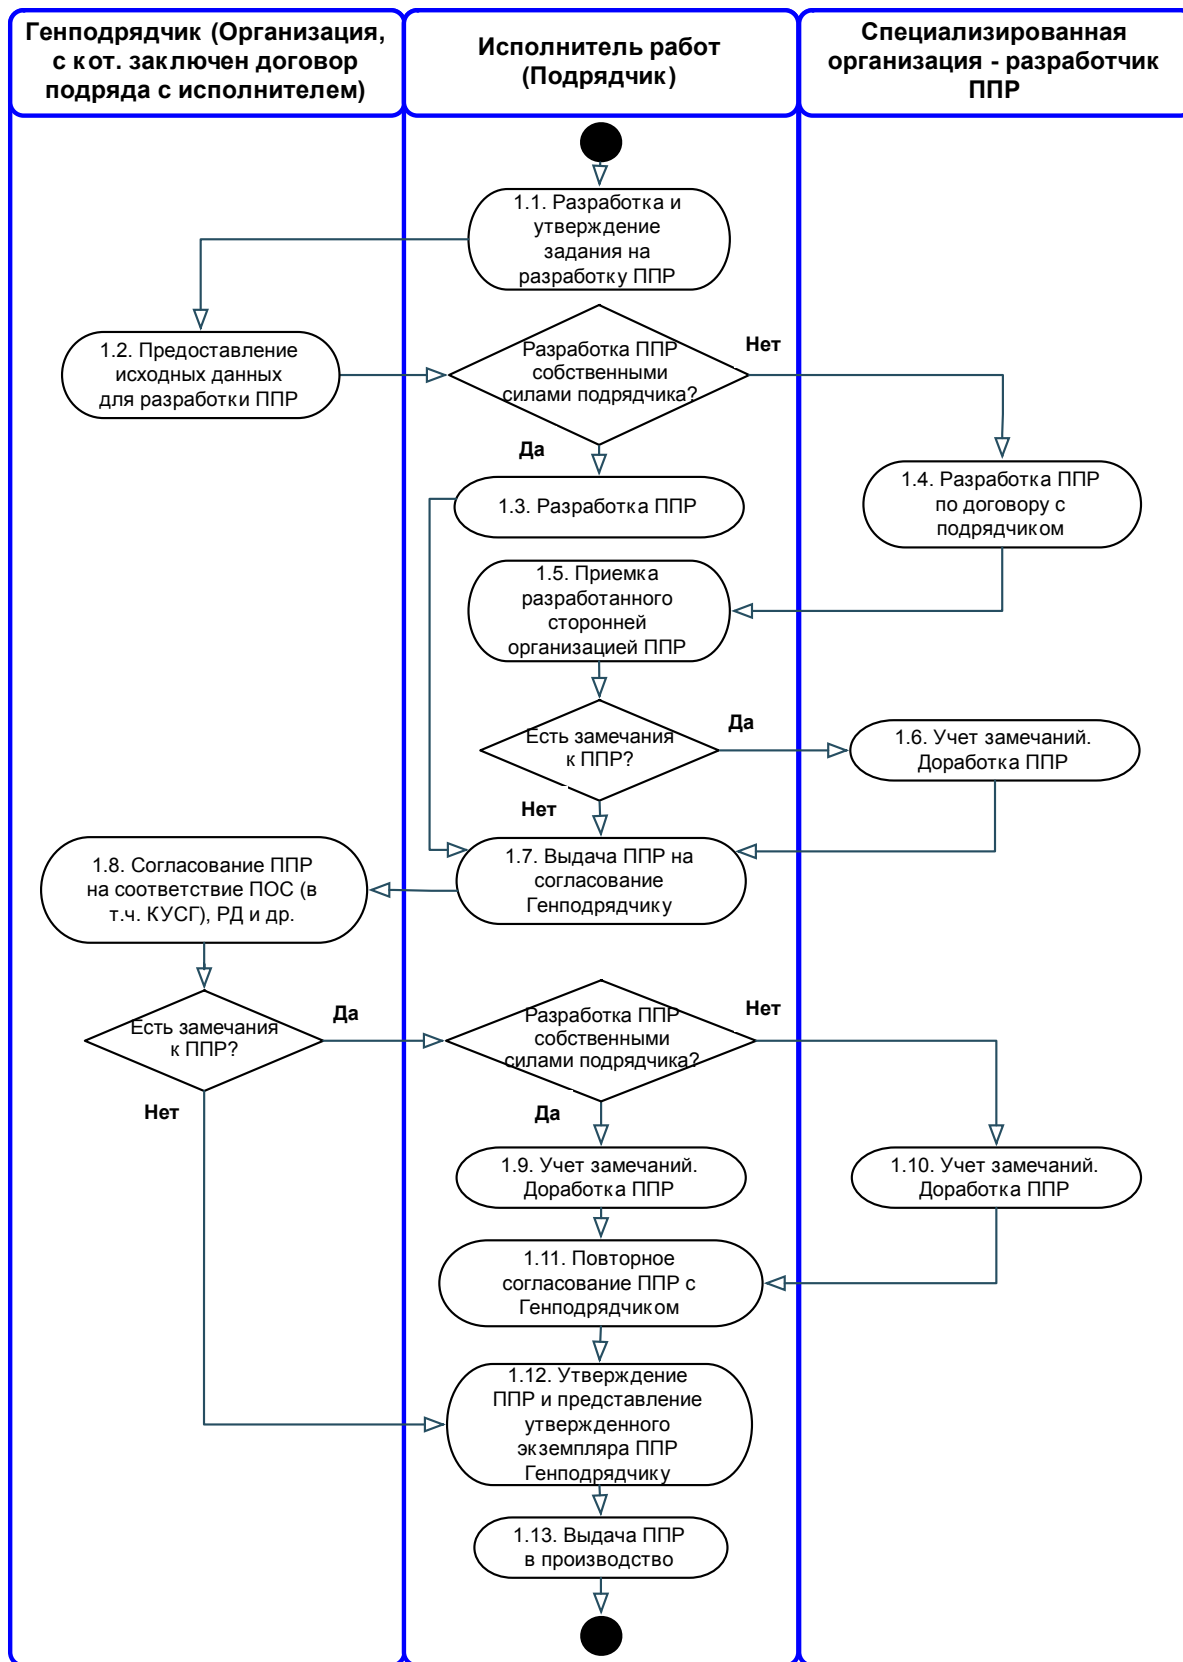 Генподрядчик (Организация,
с кот. заключен договор
подряда с исполнителем)
Исполнитель работ
(Подрядчик)
Специализированная
организация - разработчик
ППР
1.1. Разработка и
утверждение
задания на
разработку ППР
1.2. Предоставление
исходных данных
для разработки ППР
Разработка ППР
собственными
силами подрядчика?
Нет
Да
1.3. Разработка ППР
1.4. Разработка ППР
по договору с
подрядчиком
1.5. Приемка
разработанного
сторонней
организацией ППР
Есть замечания
к ППР?
Да
1.6. Учет замечаний.
Доработка ППР
Нет
1.7. Выдача ППР на
согласование
Генподрядчику
1.8. Согласование ППР
на соответствие ПОС (в
т.ч. КУСГ), РД и др.
Есть замечания
к ППР?
Да
Нет
Разработка ППР
собственными
силами подрядчика?
Нет
Да
1.9. Учет замечаний.
Доработка ППР
1.10. Учет замечаний.
Доработка ППР
1.11. Повторное
согласование ППР с
Генподрядчиком
1.12. Утверждение
ППР и представление
утвержденного
экземпляра ППР
Генподрядчику
1.13. Выдача ППР
в производство